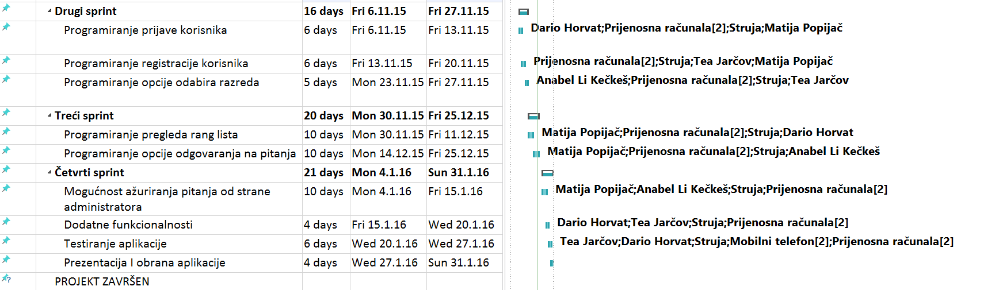 Drugi sprint 16 days Fri 6.11.15 Fri 27.11.15
Programiranje prijave korisnika 6 days Fri 6.11.15 Fri 13.11.15 Dario Horvat;Prijenosna računala[2];Struja;Matija Popijač
Programiranje registracije korisnika 6 days Fri 13.11.15 Fri 20.11.15 Prijenosna računala[2];Struja;Tea Jarčov;Matija Popijač
Programiranje opcije odabira razreda 5 days Mon 23.11.15 Fri 27.11.15 Anabel Li Kečkeš;Prijenosna računala[2];Struja;Tea Jarčov
Treći sprint 20 days Mon 30.11.15 Fri 25.12.15
Programiranje pregleda rang lista 10 days Mon 30.11.15 Fri 11.12.15 Matija Popijač;Prijenosna računala[2];Struja;Dario Horvat
Programiranje opcije odgovaranja na pitanja 10 days Mon 14.12.15 Fri 25.12.15 Matija Popijač;Prijenosna računala[2];Struja;Anabel Li Kečkeš
Četvrti sprint 21 days Mon 4.1.16 Sun 31.1.16
Mogućnost ažuriranja pitanja od strane 10 days Mon 4.1.16 Fri 15.1.16 Matija Popijač;Anabel Li Kečkeš;Struja;Prijenosna računala[2]
administratora
Dodatne funkcionalnosti 4 days Fri 15.1.16 Wed 20.1.16 Dario Horvat;Tea Jarčov;Struja;Prijenosna računala[2]
Testiranje aplikacije 6 days Wed 20.1.16 Wed 27.1.16 Tea Jarčov;Dario Horvat;Struja;Mobilni telefon[2];Prijenosna računala[2]
Prezentacija I obrana aplikacije 4 days Wed 27.1.16 Sun 31.1.16
PROJEKT ZAVRŠEN